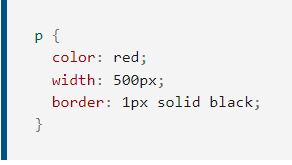 p {
  color: red;
  width: 500px;
  border: 1px solid black;
}